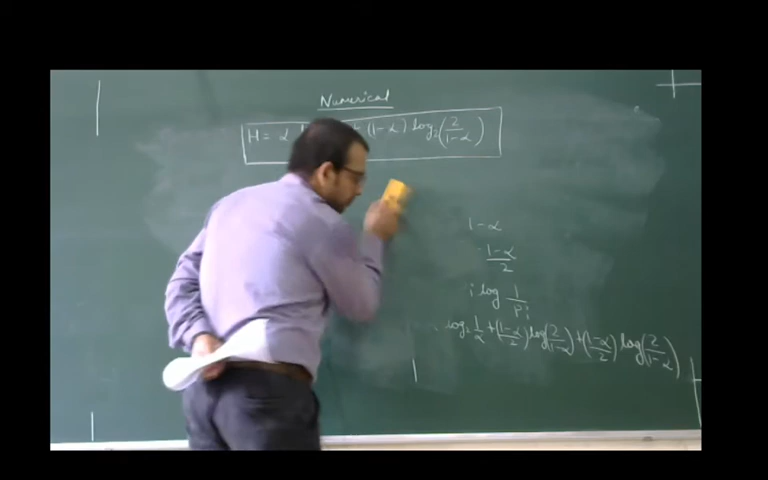 Numerical
H = α + (1-α) log₂(2/1-α)
1-α
1-α/2
i log 1/Pi
log₂ 1/α + (1-α/2) log(2/1-α) + (1-α/2) log(2/1-α)